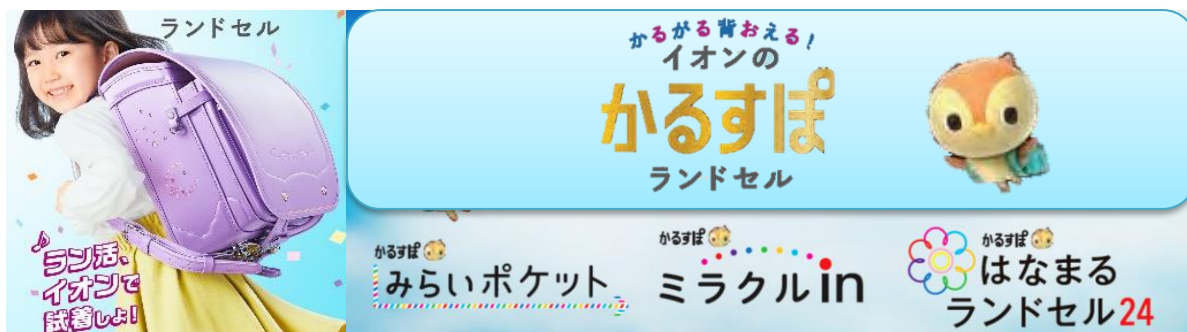 ランドセル
ラン活、
イオンで
試着しよ!
かるがる背おえる!
イオンの
かるすぽ
ランドセル
かるすぽ
みらいポケット
かるすぽ
ミラクルin
かるすぽ
はなまる
ランドセル24